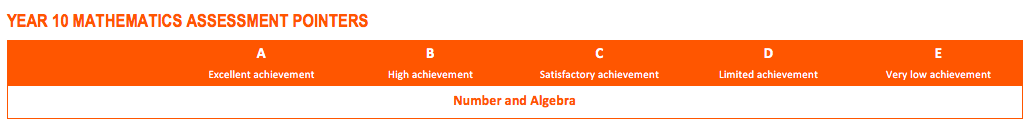 YEAR 10 MATHEMATICS ASSESSMENT POINTERS
A B C D E
Excellent achievement High achievement Satisfactory achievement Limited achievement Very low achievement
Number and Algebra